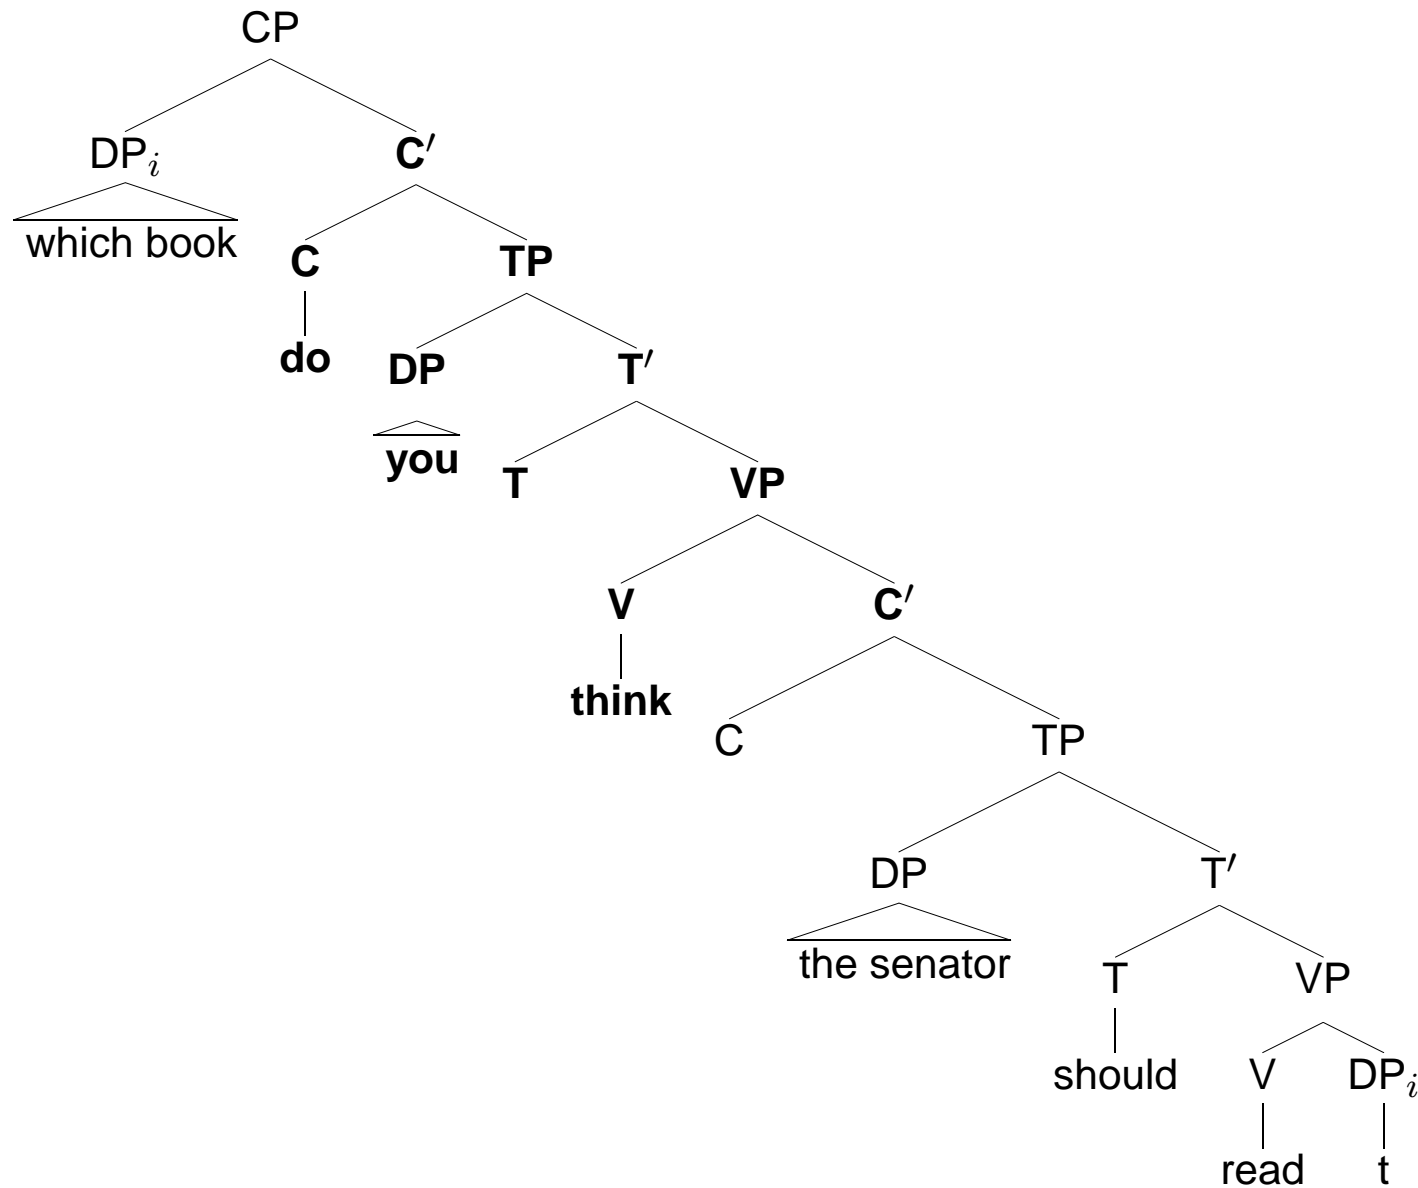 CP
DPi C′
which book
C TP
do
DP T′
you
T VP
V C′
think
C TP
DP T′
the senator
T VP
should
V DPi
read t